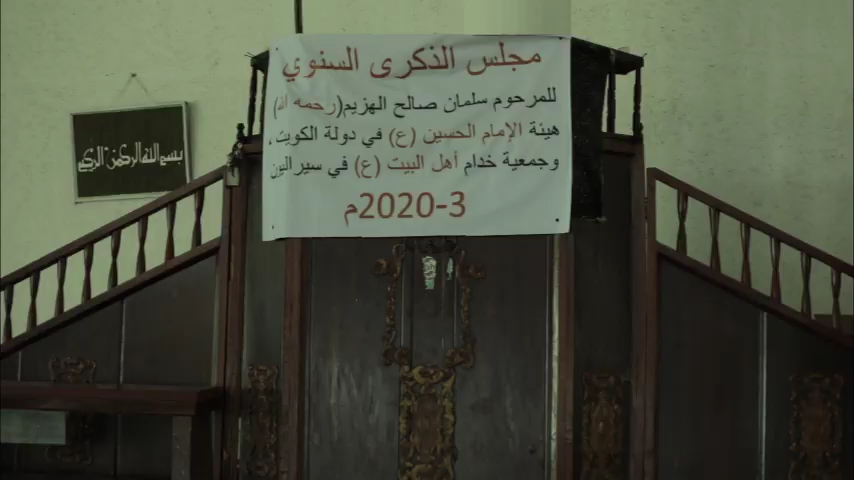 مجلس الذكرى السنوي
للمرحوم سلمان صالح الهزيم(رحمه الله)
هيئة الإمام الحسين (ع) في دولة الكويت،
وجمعية خدام أهل البيت (ع) في سيراليون
3-2020م
بسم الله الرحمن الرحيم